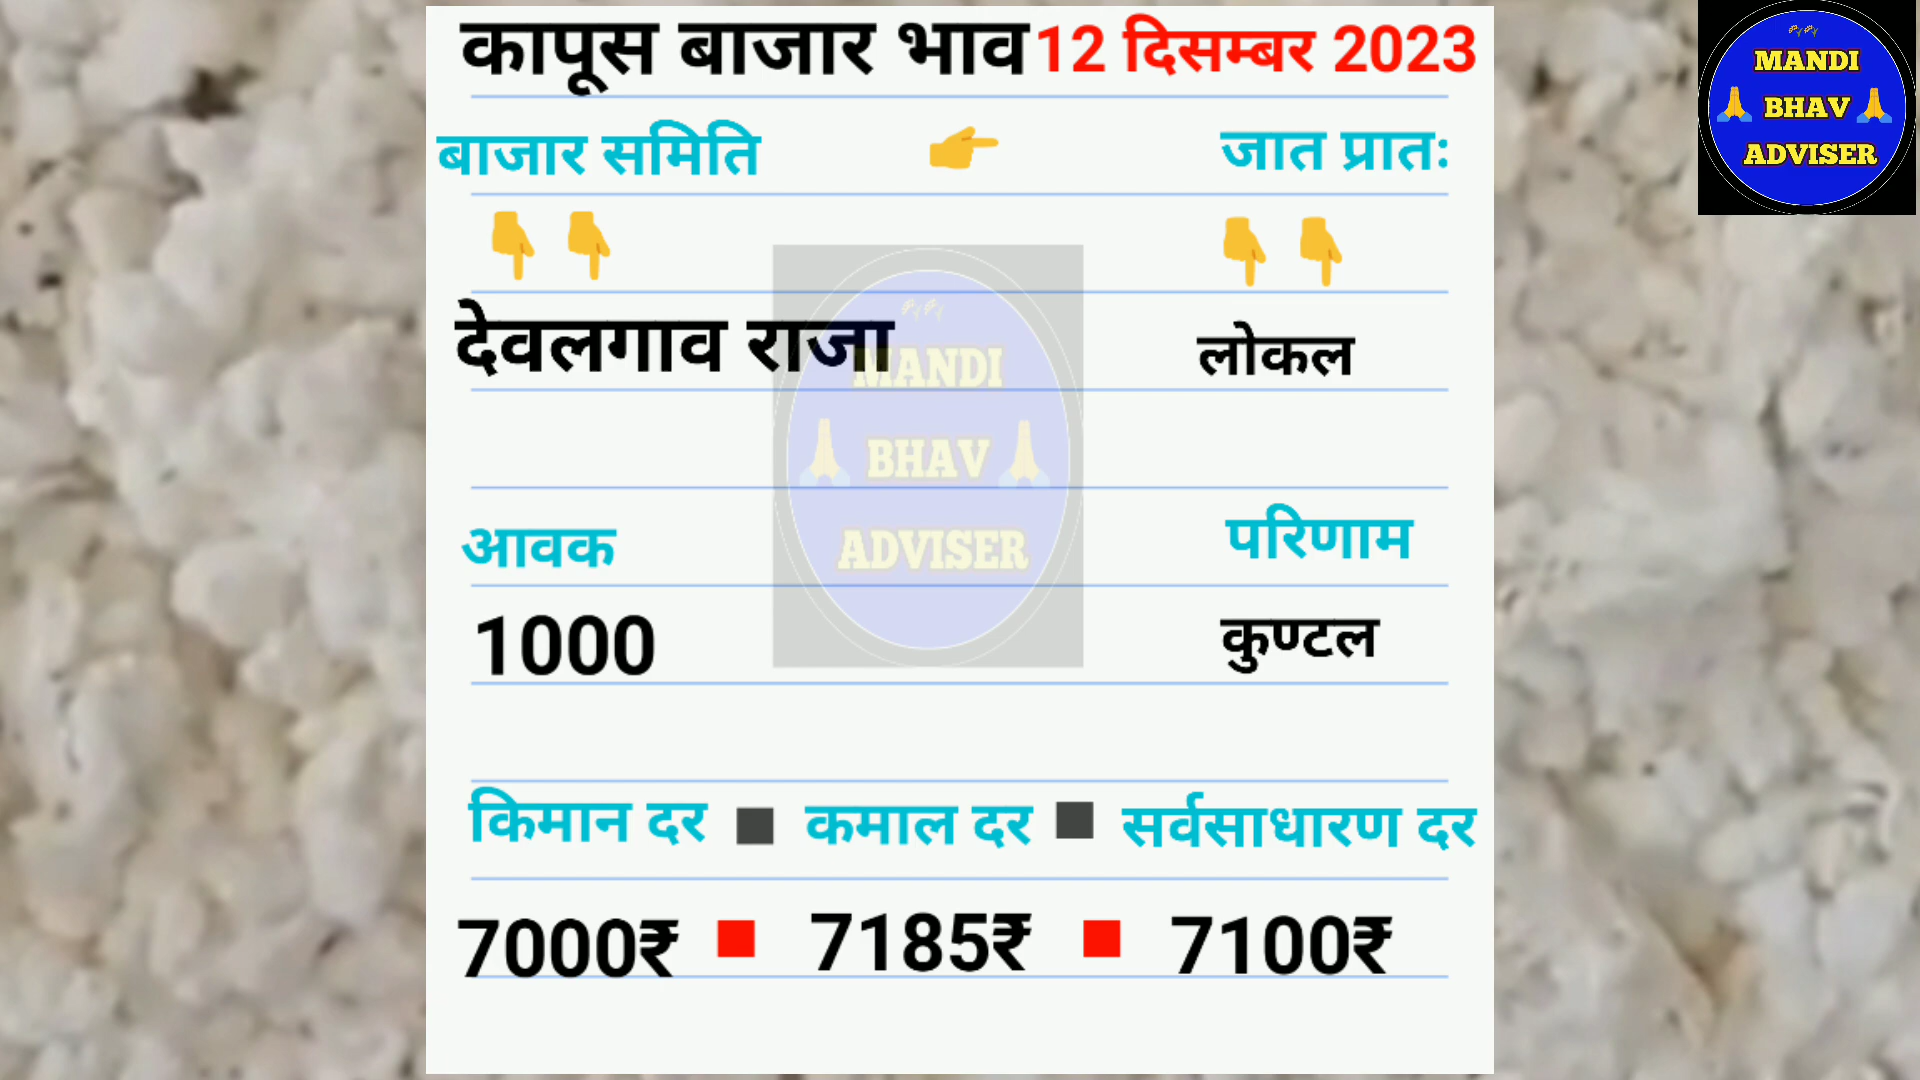 कापूस बाजार भाव 12 दिसम्बर 2023
बाजार समिति 👉 जात प्रातः
👇👇 👇👇
देवलगाव राजा लोकल
आवक परिणाम
1000 कुण्टल
किमान दर ◼ कमाल दर ◼ सर्वसाधारण दर
7000₹ 🟥 7185₹ 🟥 7100₹
MANDI
BHAV
ADVISER
MANDI
BHAV
ADVISER